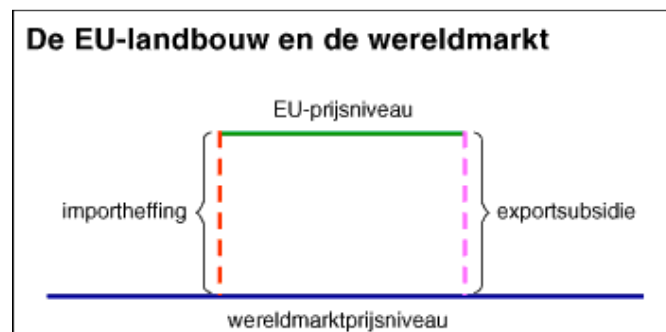 De EU-landbouw en de wereldmarkt
EU-prijsniveau
importheffing
exportsubsidie
wereldmarktprijsniveau